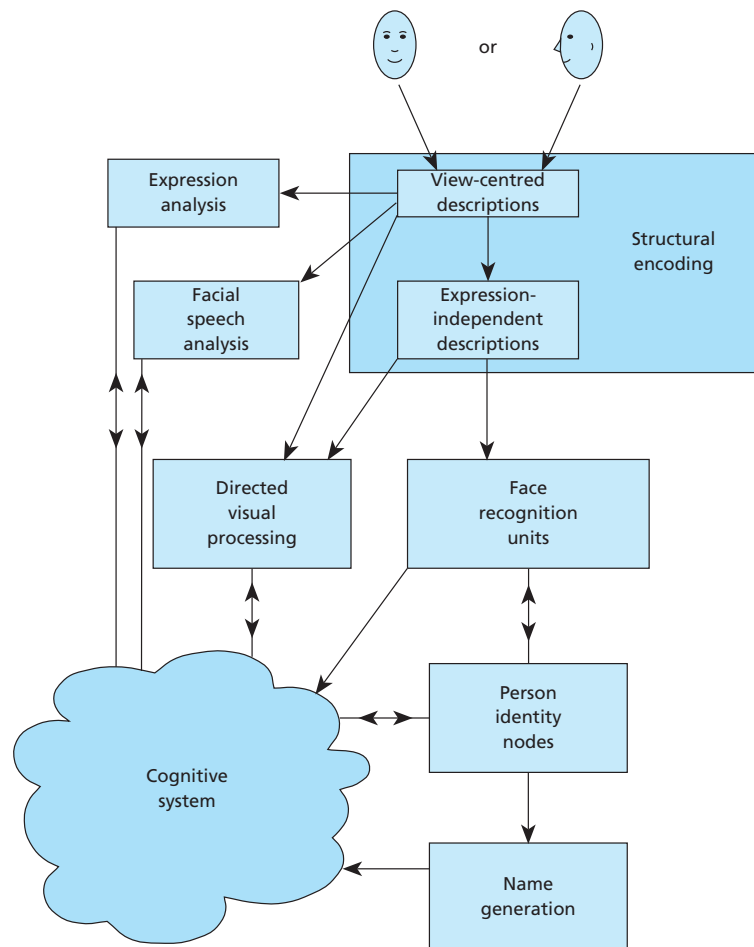 or
View-centred
descriptions
Structural
encoding
Expression
analysis
Facial
speech
analysis
Expression-
independent
descriptions
Directed
visual
processing
Face
recognition
units
Person
identity
nodes
Cognitive
system
Name
generation